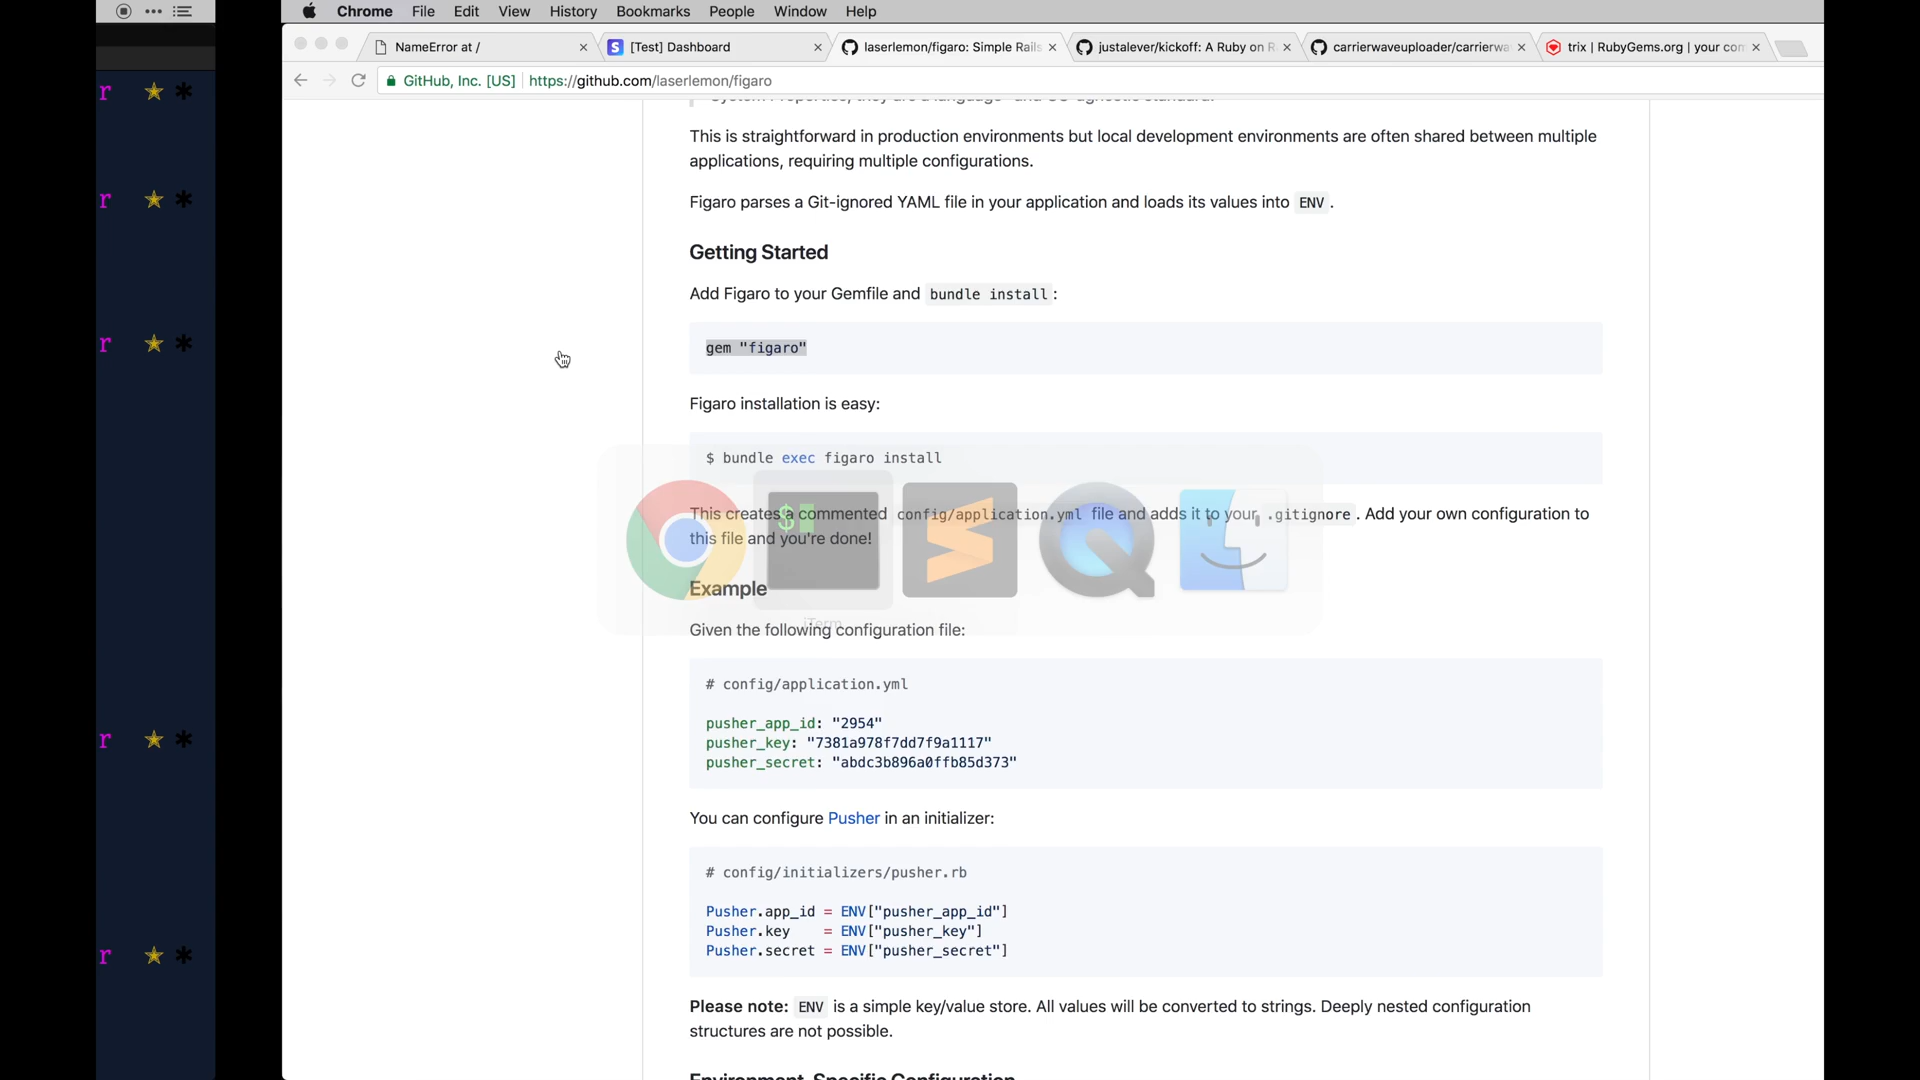 Chrome File Edit View History Bookmarks People Window Help
NameError at /
[Test] Dashboard
laserlemon/figaro: Simple Rails
justalever/kickoff: A Ruby on R
carrierwaveuploader/carrierwa
trix | RubyGems.org | your com
GitHub, Inc. [US] https://github.com/laserlemon/figaro
This is straightforward in production environments but local development environments are often shared between multiple
applications, requiring multiple configurations.
Figaro parses a Git-ignored YAML file in your application and loads its values into ENV .
Getting Started
Add Figaro to your Gemfile and bundle install :
gem "figaro"
Figaro installation is easy:
$ bundle exec figaro install
This creates a commented config/application.yml file and adds it to your .gitignore . Add your own configuration to
this file and you're done!
Example
iTerm
Given the following configuration file:
# config/application.yml
pusher_app_id: "2954"
pusher_key: "7381a978f7dd7f9a1117"
pusher_secret: "abdc3b896a0ffb85d373"
You can configure Pusher in an initializer:
# config/initializers/pusher.rb
Pusher.app_id = ENV["pusher_app_id"]
Pusher.key = ENV["pusher_key"]
Pusher.secret = ENV["pusher_secret"]
Please note: ENV is a simple key/value store. All values will be converted to strings. Deeply nested configuration
structures are not possible.
Environment-Specific Configuration
r ★ ✱
r ★ ✱
r ★ ✱
r ★ ✱
r ★ ✱